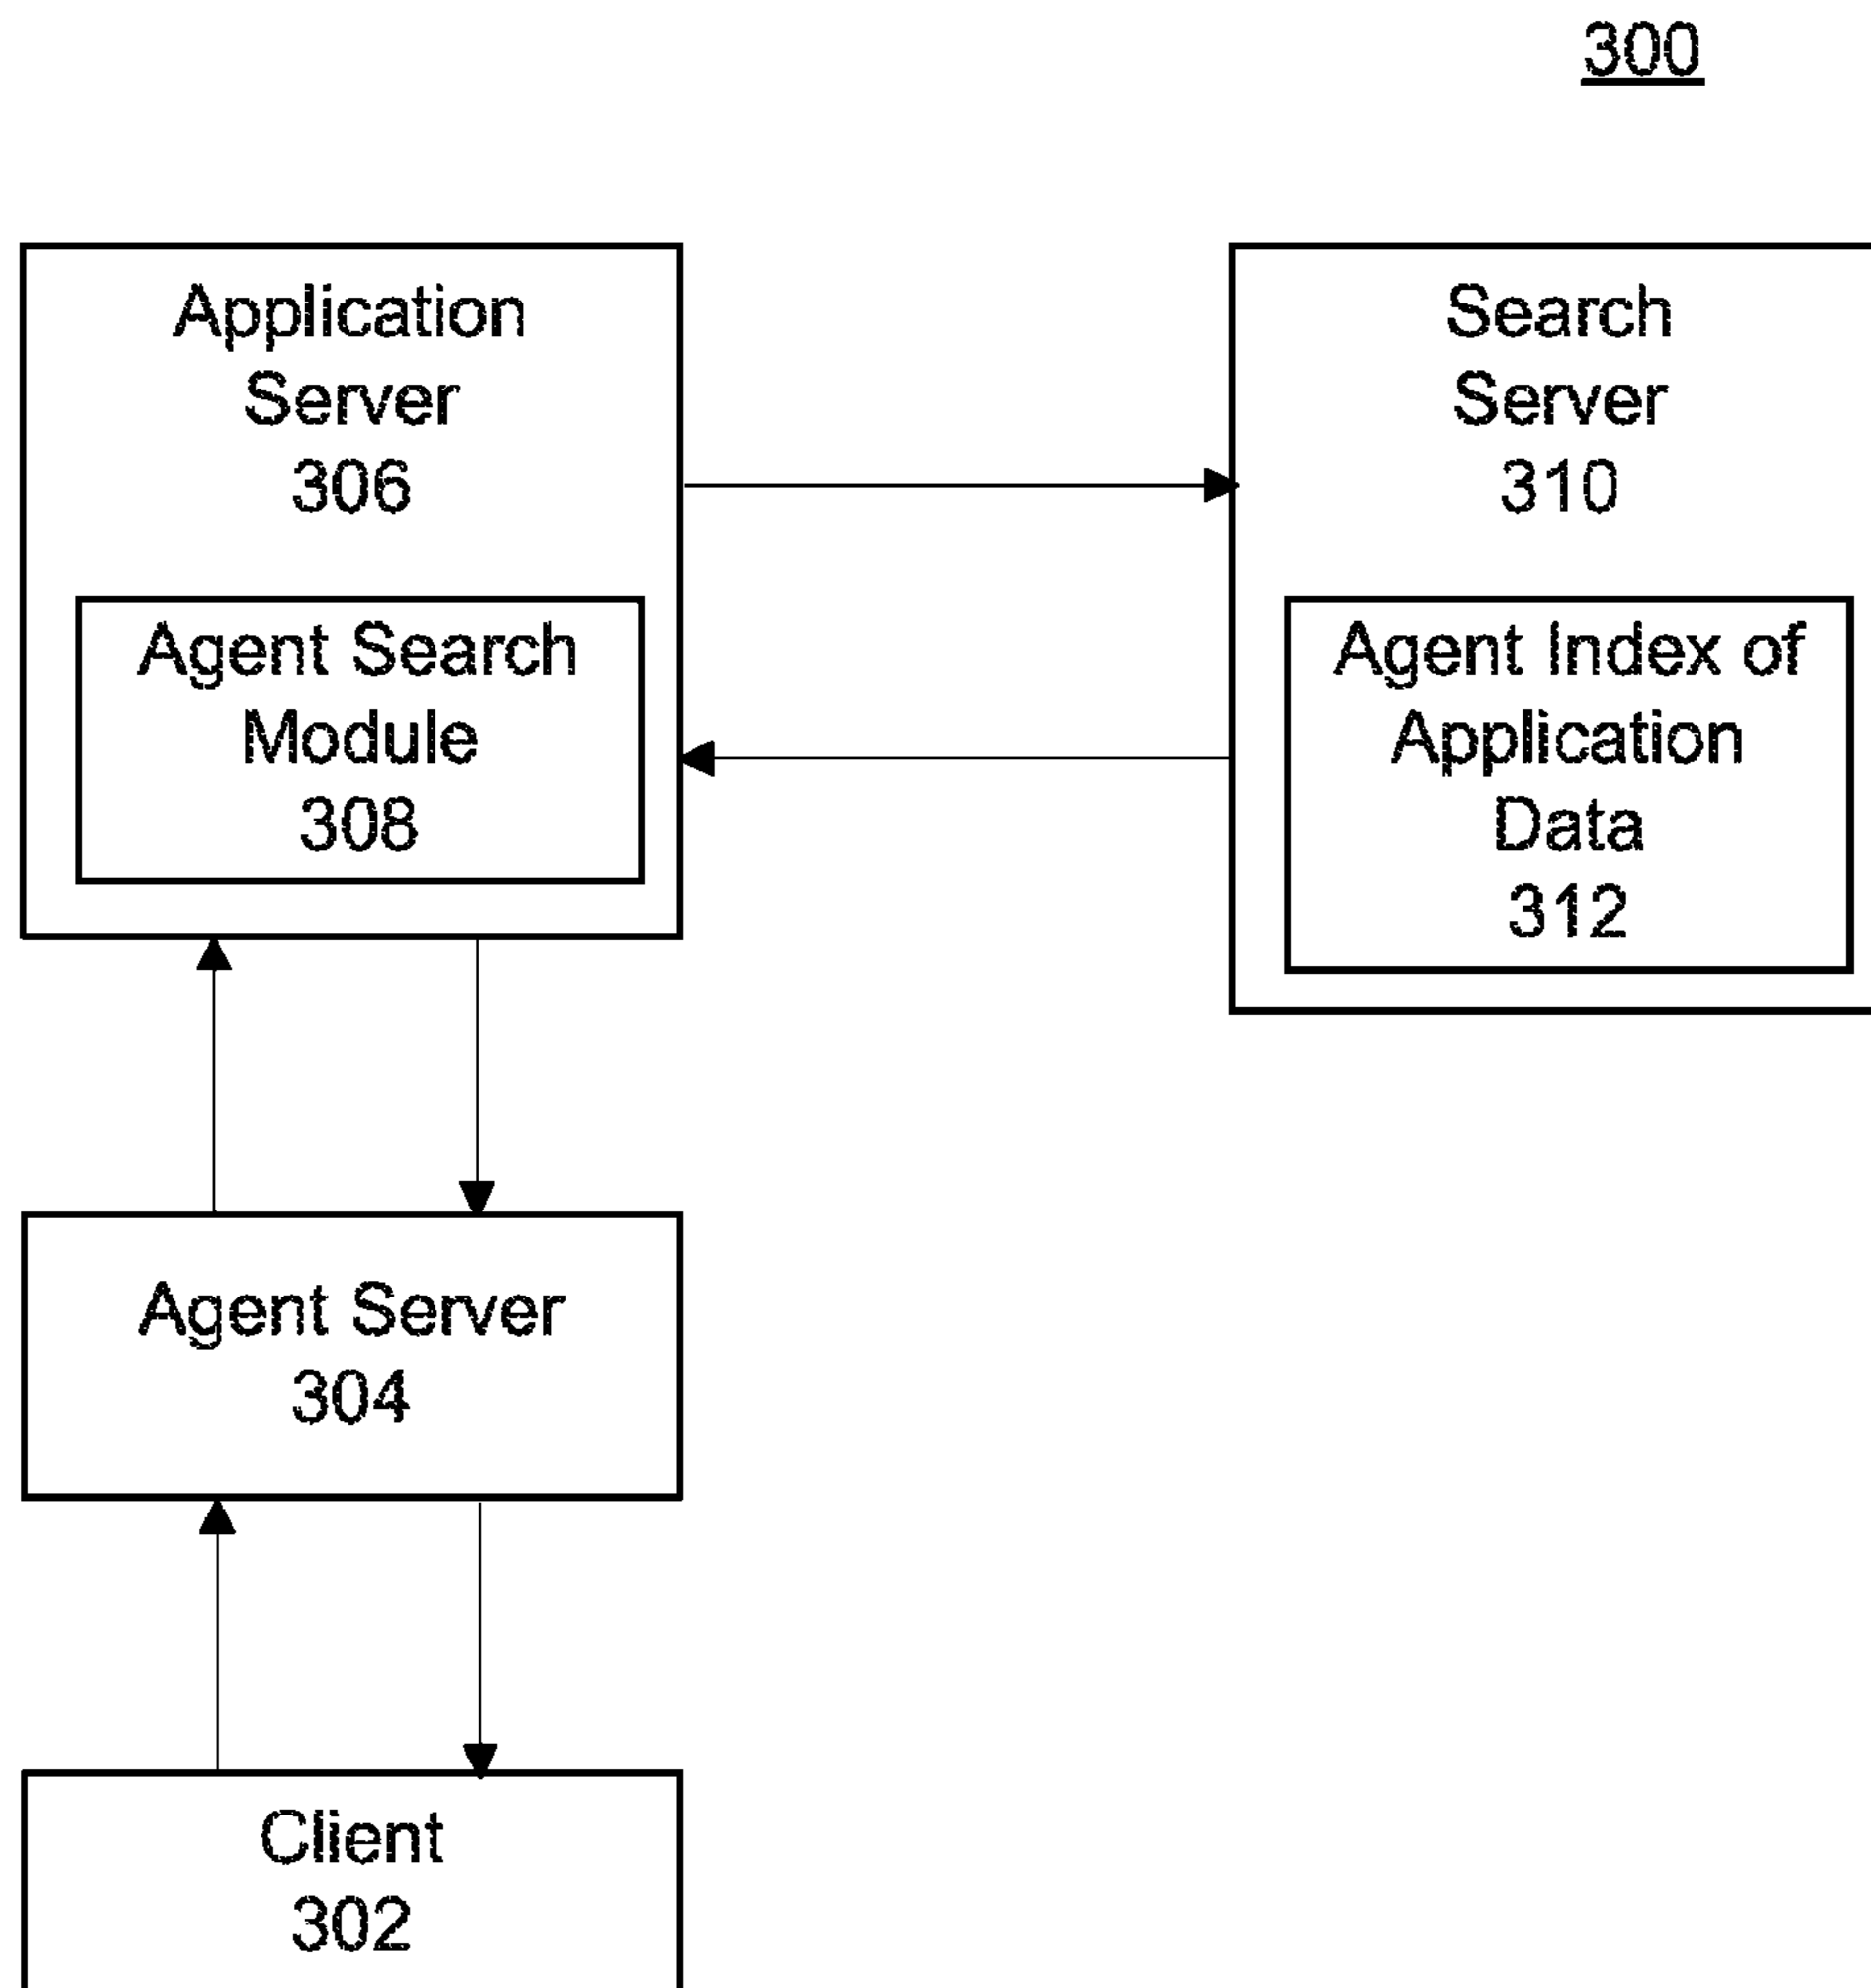 300
Application
Server
306
Agent Search
Module
308
Search
Server
310
Agent Index of
Application
Data
312
Agent Server
304
Client
302